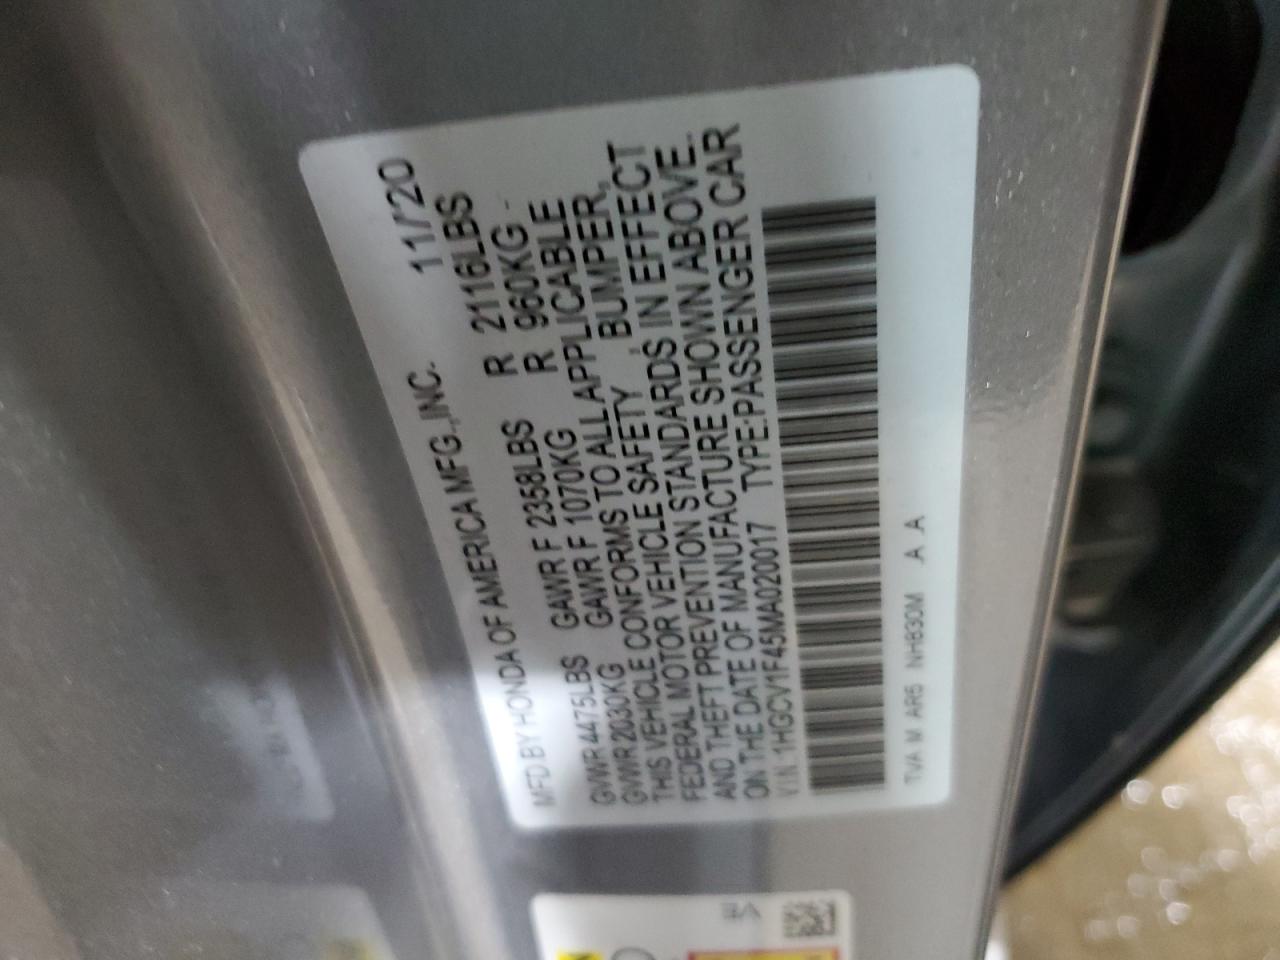 MFD BY HONDA OF AMERICA MFG.,INC. 11/20
GVWR 4475LBS GAWR F 2358LBS R 2116LBS
GVWR 2030KG GAWR F 1070KG R 960KG
THIS VEHICLE CONFORMS TO ALL APPLICABLE
FEDERAL MOTOR VEHICLE SAFETY, BUMPER,
AND THEFT PREVENTION STANDARDS IN EFFECT
ON THE DATE OF MANUFACTURE SHOWN ABOVE.
VIN 1HGCV1F45MA020017 TYPE:PASSENGER CAR
TVA M AR5 NH830M A A